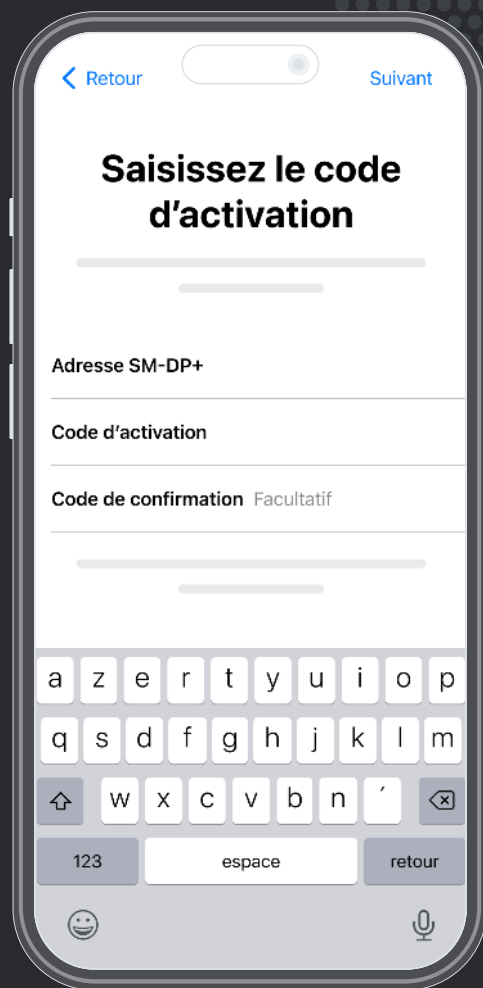 Retour Suivant
Saisissez le code
d’activation
Adresse SM-DP+
Code d’activation
Code de confirmation Facultatif
a z e r t y u i o p
q s d f g h j k l m
w x c v b n ´
123 espace retour